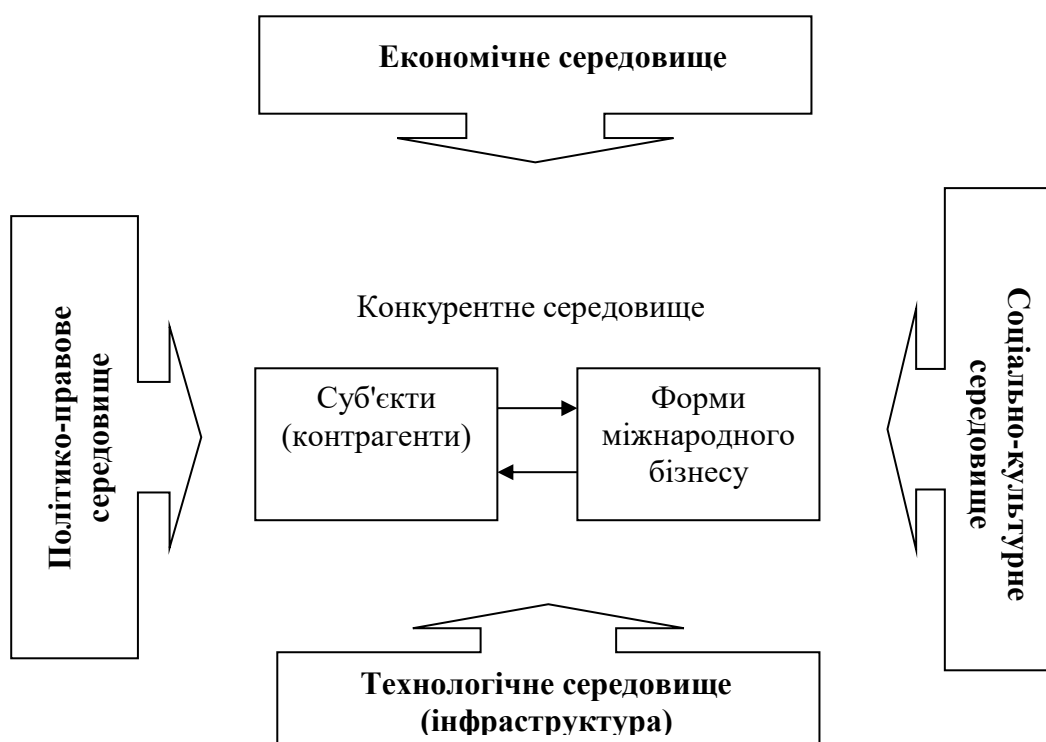 Економічне середовище
Політико-правове
середовище
Конкурентне середовище
Суб'єкти
(контрагенти)
Форми
міжнародного
бізнесу
Соціально-культурне
середовище
Технологічне середовище
(інфраструктура)